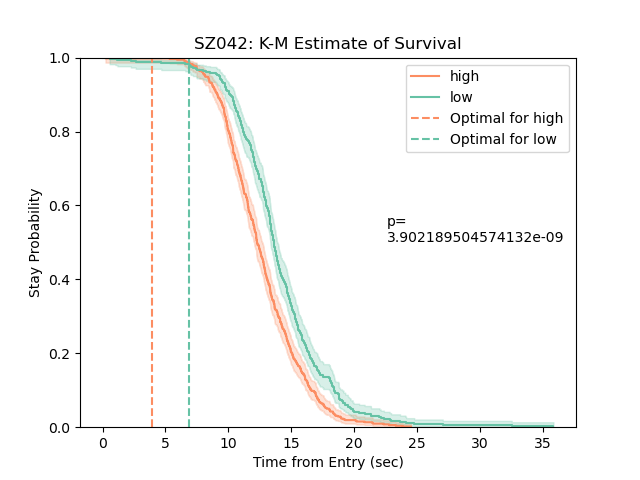 SZ042: K-M Estimate of Survival
high
low
Optimal for high
Optimal for low
p=
3.902189504574132e-09
Stay Probability
1.0
0.8
0.6
0.4
0.2
0.0
0 5 10 15 20 25 30 35
Time from Entry (sec)